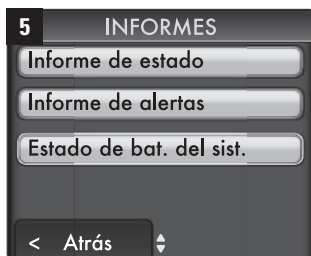 5 INFORMES
Informe de estado
Informe de alertas
Estado de bat. del sist.
< Atrás